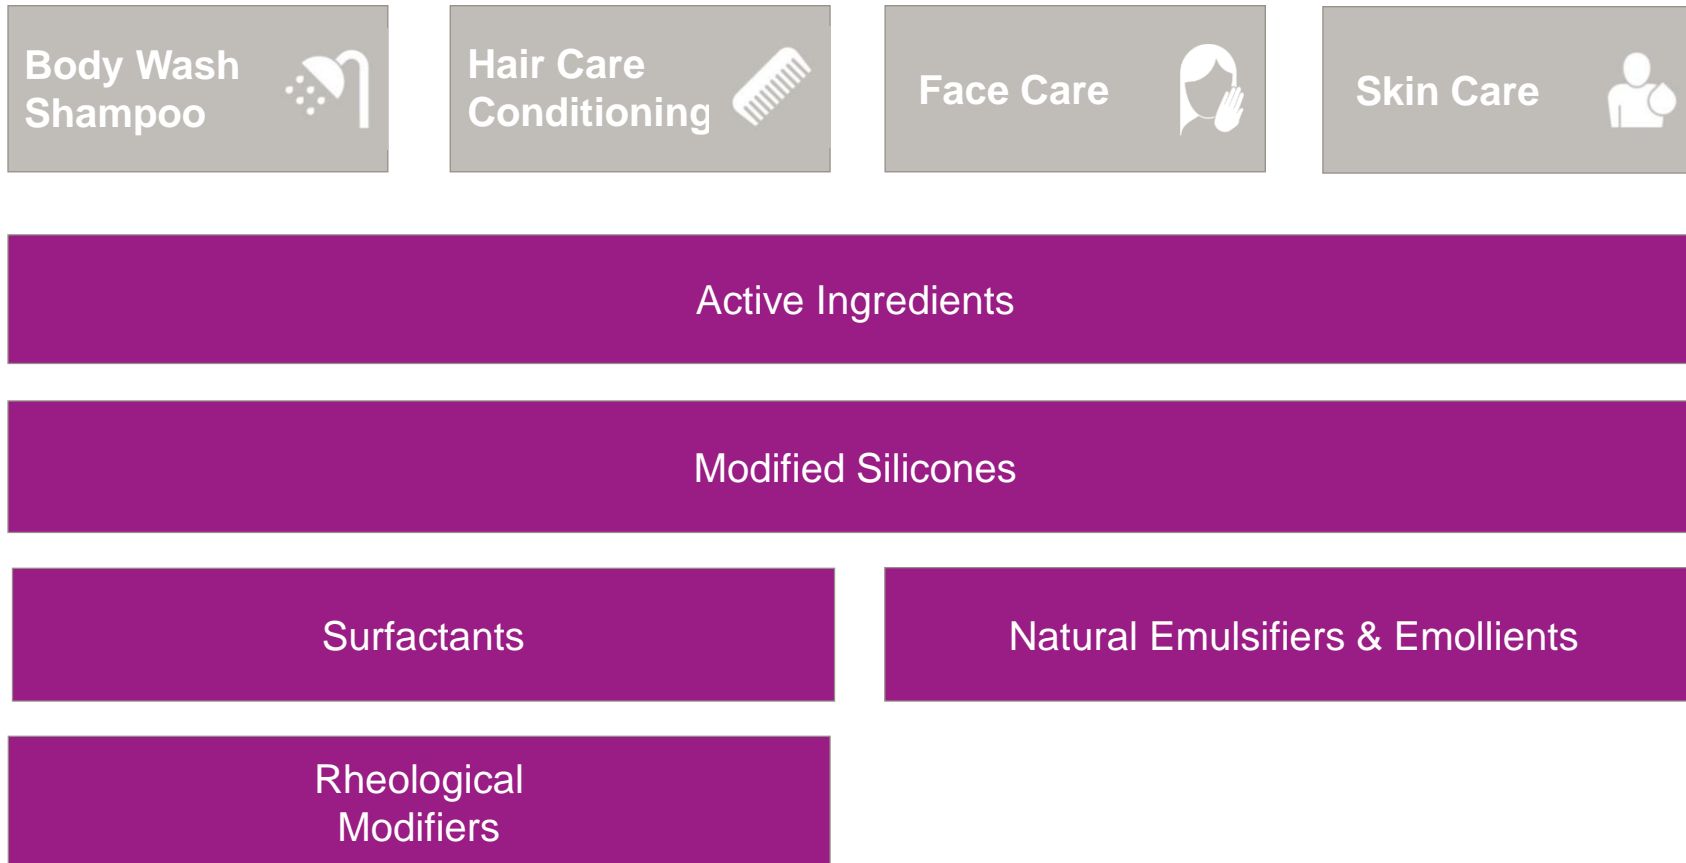 Body Wash
Shampoo
Hair Care
Conditioning
Face Care
Skin Care
Active Ingredients
Modified Silicones
Surfactants
Natural Emulsifiers & Emollients
Rheological
Modifiers